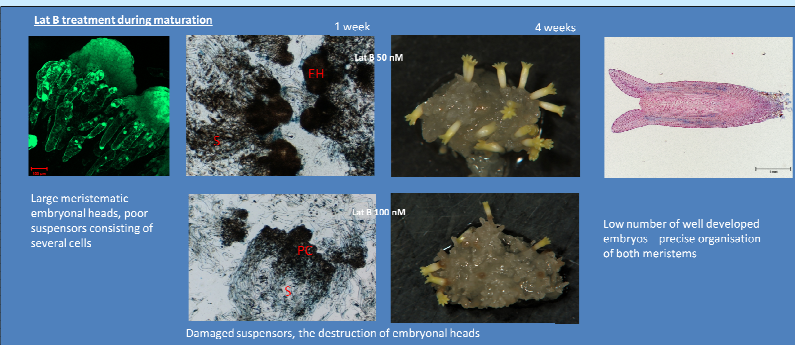 Lat B treatment during maturation
1 week
4 weeks
Lat B 50 nM
EH
S
Large meristematic
embryonal heads, poor
suspensors consisting of
several cells
Lat B 100 nM
PC
S
Low number of well developed
embryos precise organisation
of both meristems
Damaged suspensors, the destruction of embryonal heads